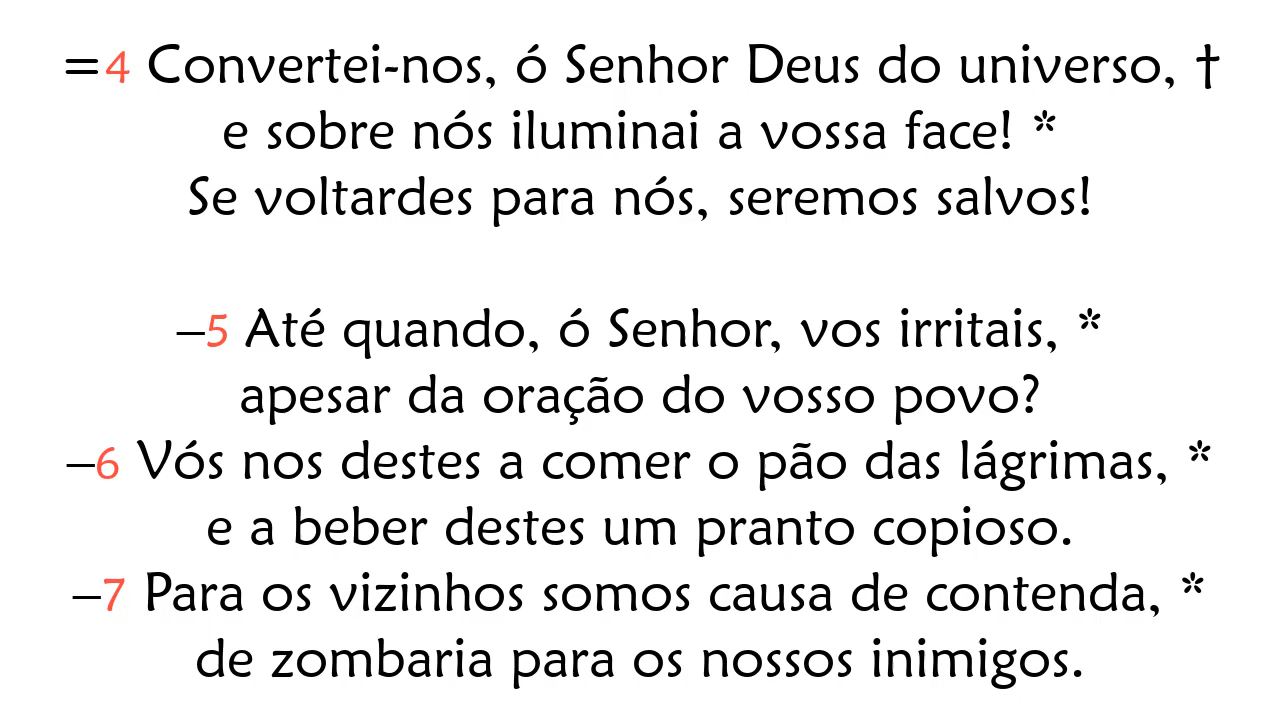 =4 Convertei-nos, ó Senhor Deus do universo, †
e sobre nós iluminai a vossa face! *
Se voltardes para nós, seremos salvos!
–5 Até quando, ó Senhor, vos irritais, *
apesar da oração do vosso povo?
–6 Vós nos destes a comer o pão das lágrimas, *
e a beber destes um pranto copioso.
–7 Para os vizinhos somos causa de contenda, *
de zombaria para os nossos inimigos.